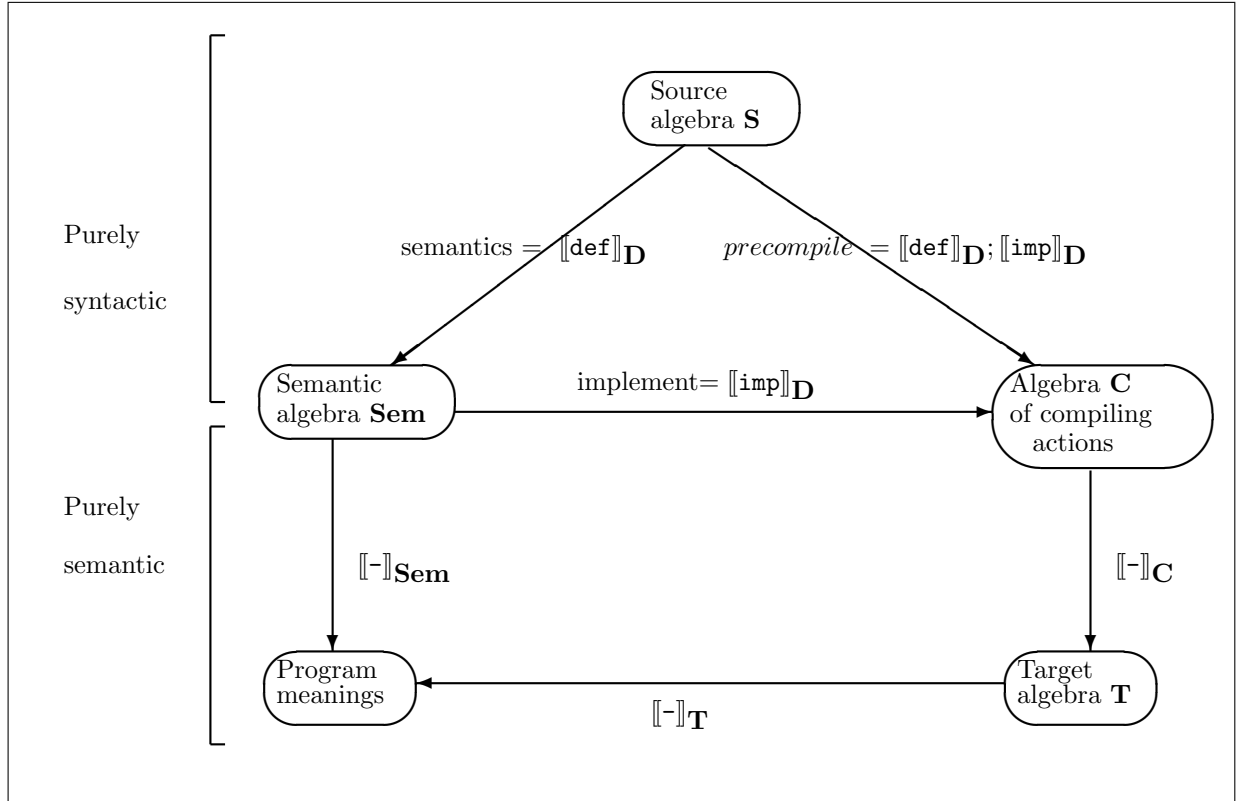 Source
algebra S
Purely
syntactic
semantics = ⟦def⟧D
precompile = ⟦def⟧D;⟦imp⟧D
Semantic
algebra Sem
implement= ⟦imp⟧D
Algebra C
of compiling
actions
Purely
semantic
⟦-⟧Sem
⟦-⟧C
Program
meanings
Target
algebra T
⟦-⟧T